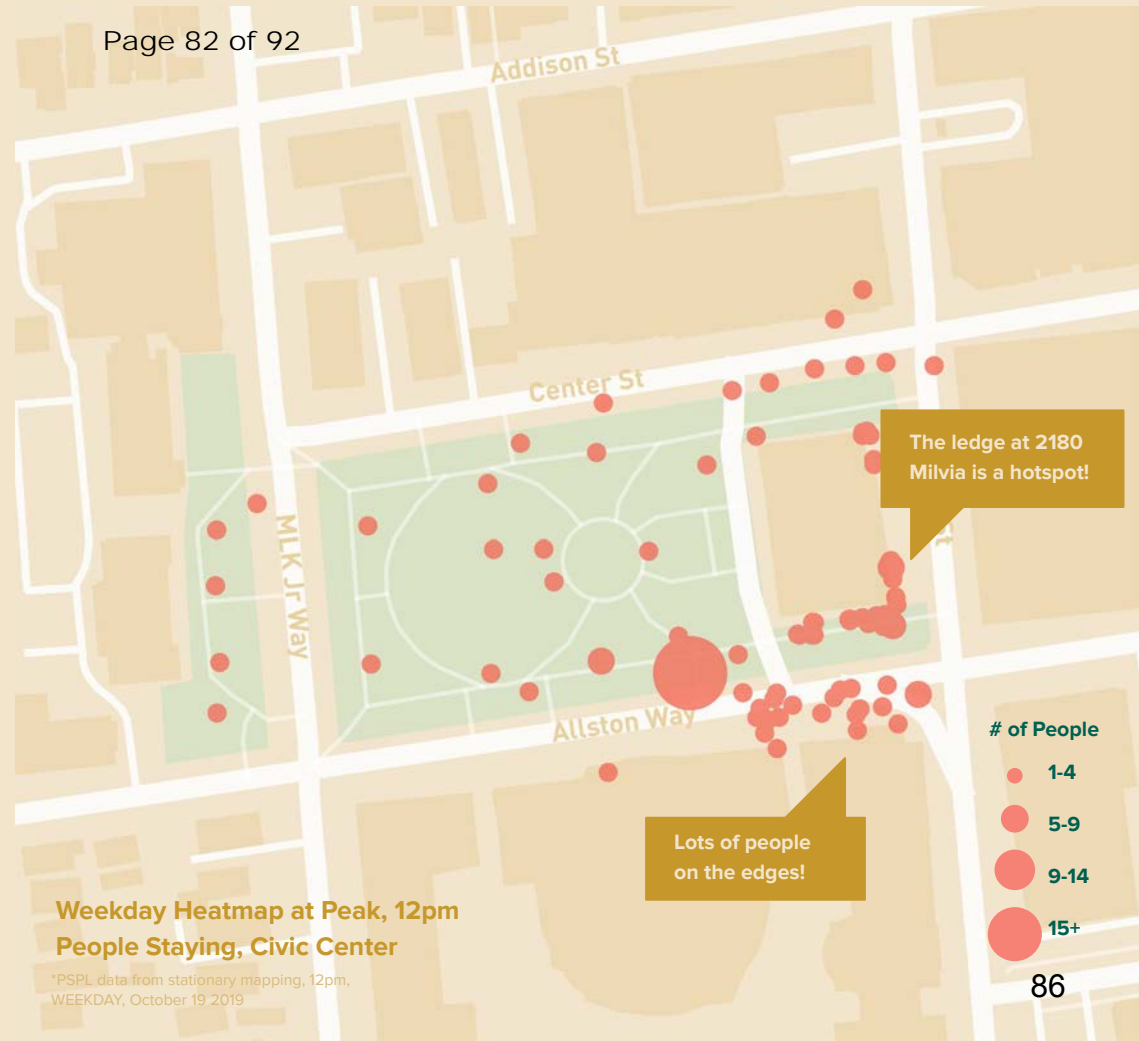 Page 82 of 92
Addison St
Center St
The ledge at 2180
Milvia is a hotspot!
St
MLK Jr Way
Allston Way
# of People
1-4
5-9
9-14
15+
Lots of people
on the edges!
Weekday Heatmap at Peak, 12pm
People Staying, Civic Center
*PSPL data from stationary mapping, 12pm,
WEEKDAY, October 19 2019
86